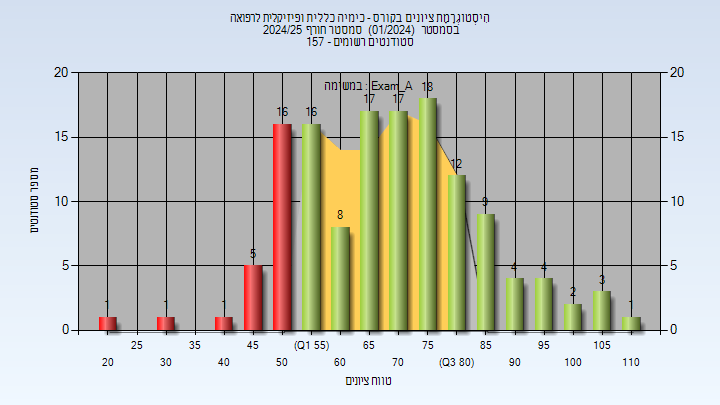 הִיסְטוגְרָמַת ציונים בקורס - כימיה כללית ופיזיקלית לרפואה
בסמסטר (01/2024) סמסטר חורף 2024/25
סטודנטים רשומים - 157
במשימה : Exam_A
מספר סטודנטים
20 15 10 5 0
20 15 10 5 0
1 1 1 5 16 16 8 17 17 18 12 9 4 4 2 3 1
25 35 45 (Q1 55) 65 75 85 95 105
20 30 40 50 60 70 (Q3 80) 90 100 110
טווח ציונים